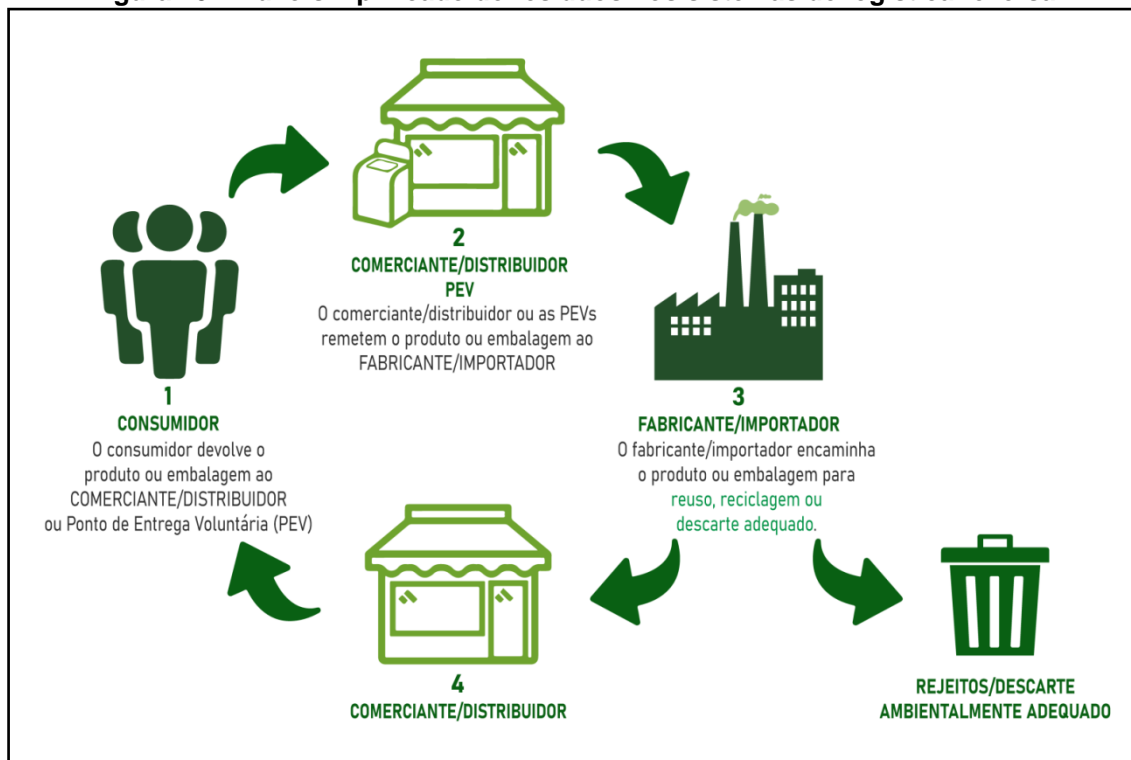 2
COMERCIANTE/DISTRIBUIDOR
PEV
O comerciante/distribuidor ou as PEVs
remetem o produto ou embalagem ao
FABRICANTE/IMPORTADOR
1
CONSUMIDOR
O consumidor devolve o
produto ou embalagem ao
COMERCIANTE/DISTRIBUIDOR
ou Ponto de Entrega Voluntária (PEV)
3
FABRICANTE/IMPORTADOR
O fabricante/importador encaminha
o produto ou embalagem para
reuso, reciclagem ou
descarte adequado.
4
COMERCIANTE/DISTRIBUIDOR
REJEITOS/DESCARTE
AMBIENTALMENTE ADEQUADO